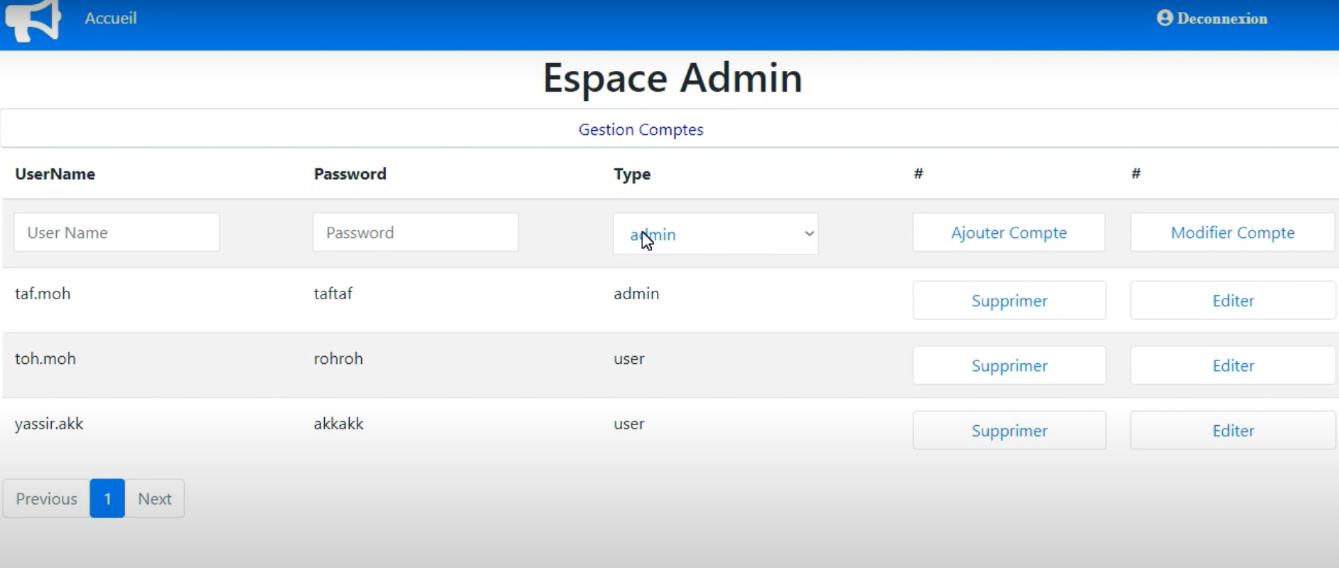 Accueil Deconnexion
Espace Admin
Gestion Comptes
UserName Password Type # #
User Name Password admin Ajouter Compte Modifier Compte
taf.moh taftaf admin Supprimer Editer
toh.moh rohroh user Supprimer Editer
yassir.akk akkakk user Supprimer Editer
Previous 1 Next